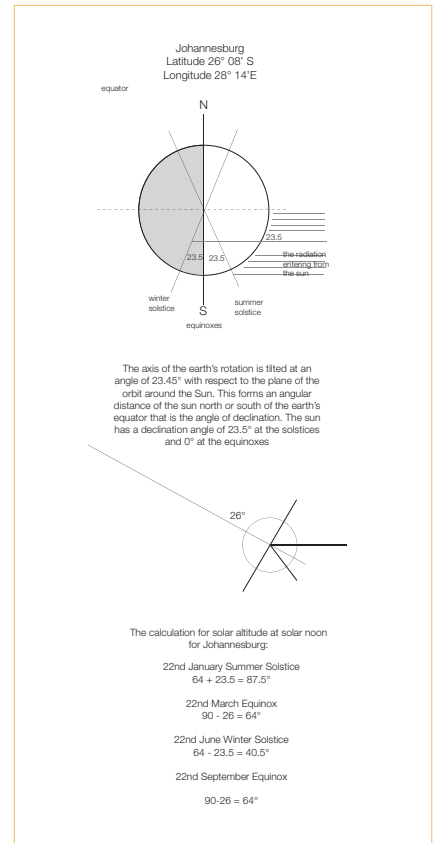 Johannesburg
Latitude 26° 08' S
Longitude 28° 14'E
equator
N
23.5
23.5
23.5
the radiation
entering from
the sun
winter
solstice
S
summer
solstice
equinoxes
The axis of the earth's rotation is tilted at an
angle of 23.45° with respect to the plane of the
orbit around the Sun. This forms an angular
distance of the sun north or south of the earth's
equator that is the angle of declination. The sun
has a declination angle of 23.5° at the solstices
and 0° at the equinoxes
26°
The calculation for solar altitude at solar noon
for Johannesburg:
22nd January Summer Solstice
64 + 23.5 = 87.5°
22nd March Equinox
90 - 26 = 64°
22nd June Winter Solstice
64 - 23.5 = 40.5°
22nd September Equinox
90-26 = 64°